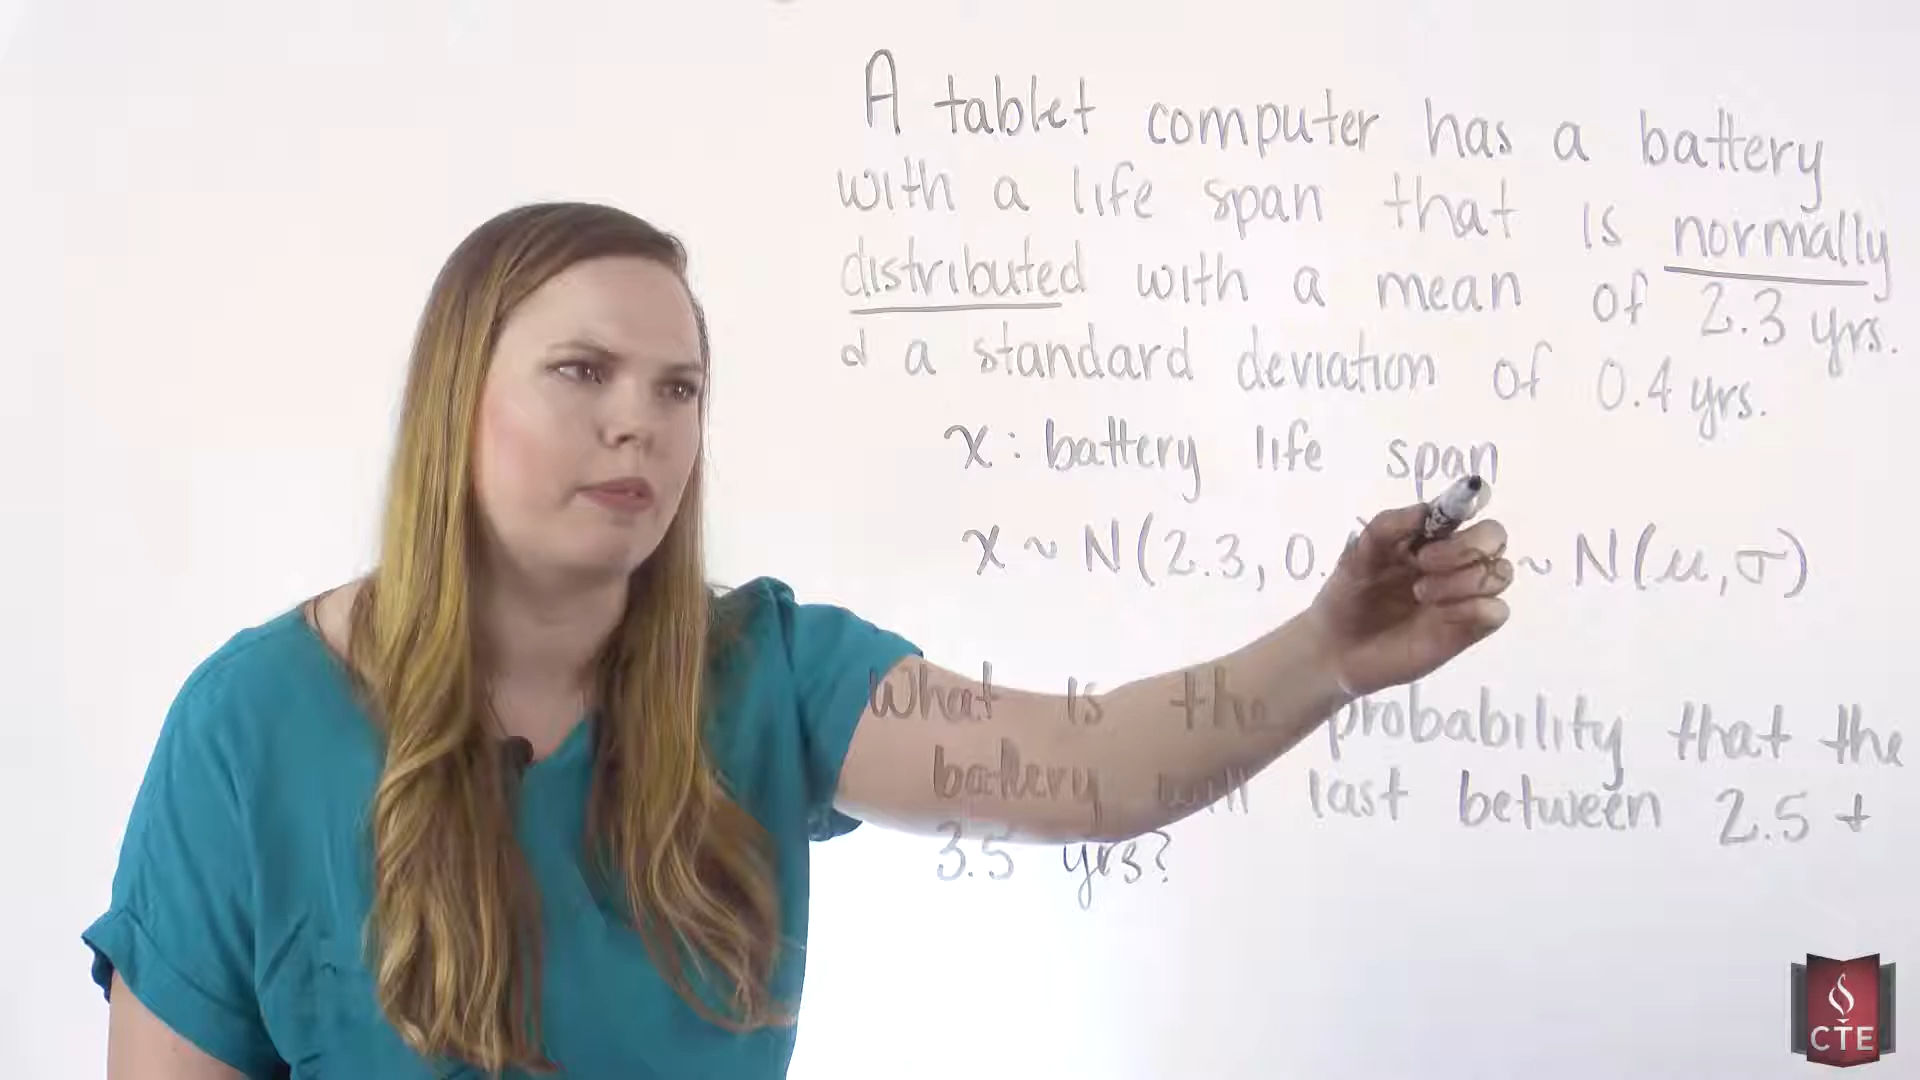 A tablet computer has a battery
with a life span that is normally
distributed with a mean of 2.3 yrs.
& a standard deviation of 0.4 yrs.
x : battery life span
x ~ N(2.3, 0. x ~ N(μ, σ)
What is the probability that the
battery will last between 2.5 +
3.5 yrs?
CTE